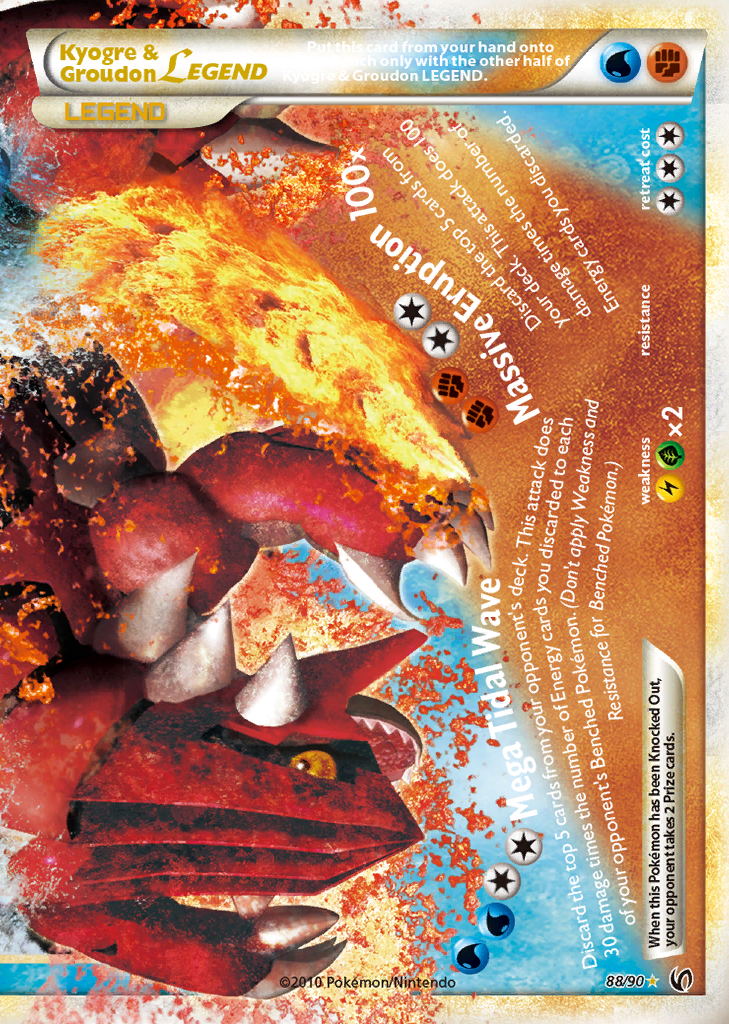 Kyogre &
Groudon LEGEND
LEGEND
Put this card from your hand onto
only with the other half of
Kyogre & Groudon LEGEND.
Mega Tidal Wave
Discard the top 5 cards from your opponent's deck. This attack does
30 damage times the number of Energy cards you discarded to each
of your opponent's Benched Pokémon. (Don't apply Weakness and
Resistance for Benched Pokémon.)
Massive Eruption 100×
Discard the top 5 cards from
your deck. This attack does 100
damage times the number of
Energy cards you discarded.
weakness
×2
resistance
retreat cost
When this Pokémon has been Knocked Out,
your opponent takes 2 Prize cards.
©2010 Pokémon/Nintendo
88/90